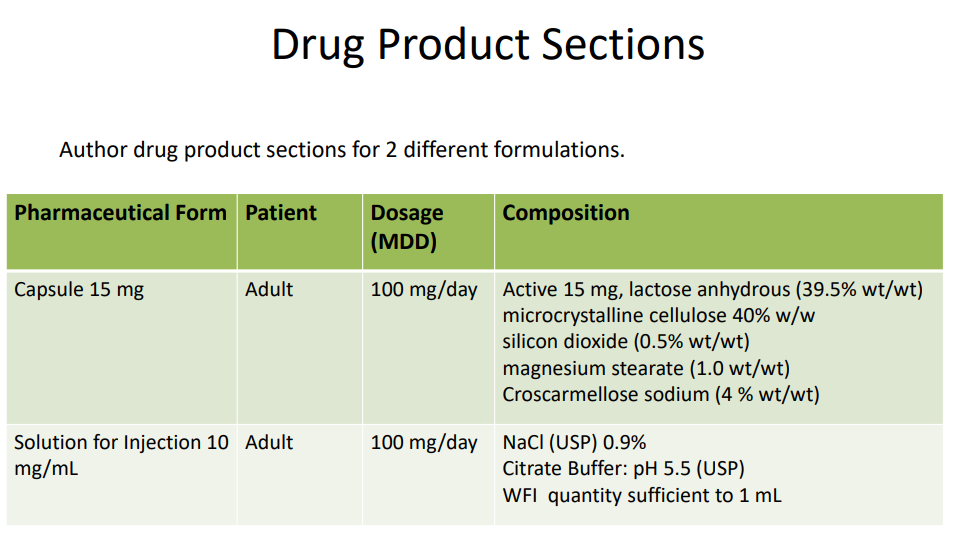 Drug Product Sections
Author drug product sections for 2 different formulations.
Pharmaceutical Form Patient Dosage (MDD) Composition
Capsule 15 mg Adult 100 mg/day Active 15 mg, lactose anhydrous (39.5% wt/wt)
microcrystalline cellulose 40% w/w
silicon dioxide (0.5% wt/wt)
magnesium stearate (1.0 wt/wt)
Croscarmellose sodium (4 % wt/wt)
Solution for Injection 10 mg/mL Adult 100 mg/day NaCl (USP) 0.9%
Citrate Buffer: pH 5.5 (USP)
WFI quantity sufficient to 1 mL